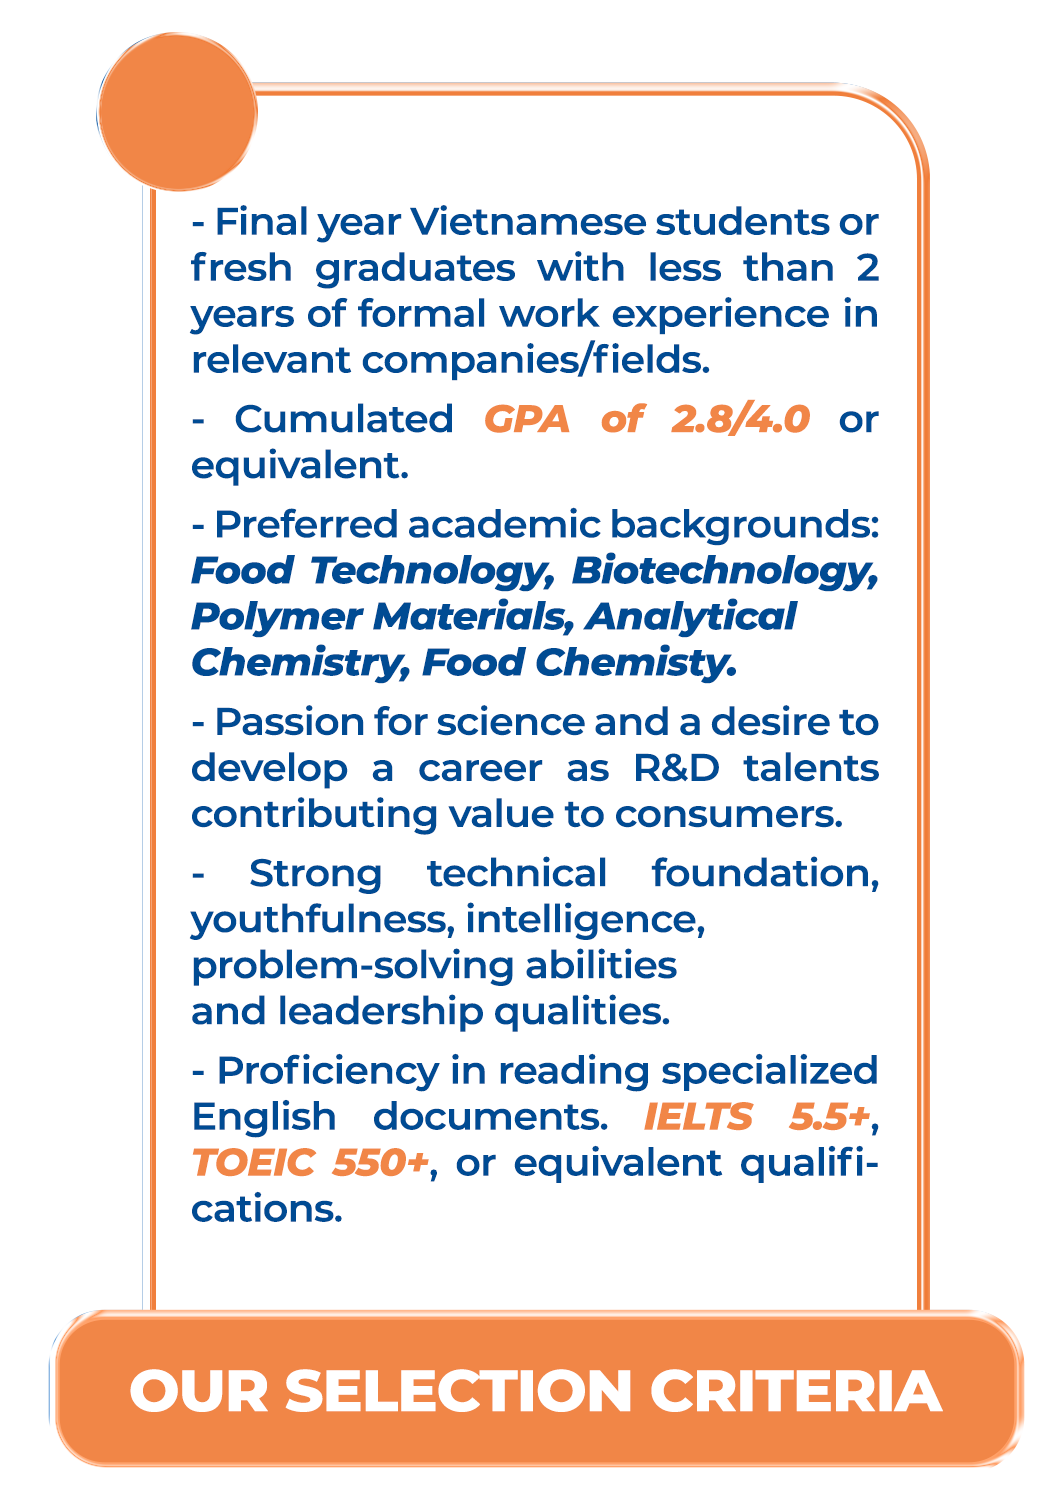 - Final year Vietnamese students or
fresh graduates with less than 2
years of formal work experience in
relevant companies/fields.
- Cumulated GPA of 2.8/4.0 or
equivalent.
- Preferred academic backgrounds:
Food Technology, Biotechnology,
Polymer Materials, Analytical
Chemistry, Food Chemisty.
- Passion for science and a desire to
develop a career as R&D talents
contributing value to consumers.
- Strong technical foundation,
youthfulness, intelligence,
problem-solving abilities
and leadership qualities.
- Proficiency in reading specialized
English documents. IELTS 5.5+,
TOEIC 550+, or equivalent qualifi-
cations.
OUR SELECTION CRITERIA